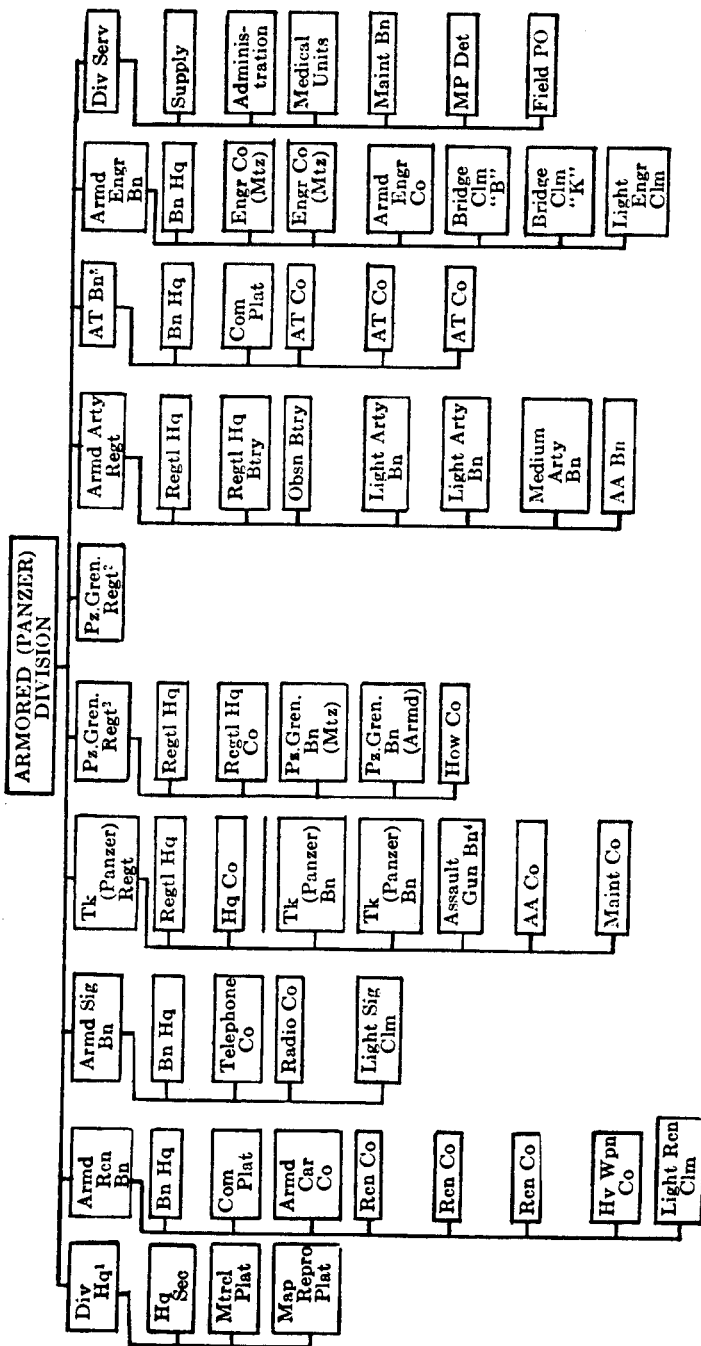 ARMORED (PANZER)
DIVISION
Div
Hq¹
Hq
Sec
Mtrcl
Plat
Map
Repro
Plat
Armd
Rcn
Bn
Bn Hq
Com
Plat
Armd
Car
Co
Rcn Co
Rcn Co
Rcn Co
Hv Wpn
Co
Light Rcn
Clm
Armd Sig
Bn
Bn Hq
Telephone
Co
Radio Co
Light Sig
Clm
Tk
(Panzer)
Regt
Regtl Hq
Hq Co
Tk
(Panzer)
Bn
Tk
(Panzer)
Bn
Assault
Gun Bn⁴
AA Co
Maint Co
Pz.Gren.
Regt²
Regtl Hq
Regtl Hq
Co
Pz.Gren.
Bn
(Mtz)
Pz.Gren.
Bn
(Armd)
How Co
Pz.Gren.
Regt
Armd Arty
Regt
Regtl Hq
Regtl Hq
Btry
Obsn Btry
Light Arty
Bn
Light Arty
Bn
Medium
Arty
Bn
AA Bn
AT Bn
Bn Hq
Com
Plat
AT Co
AT Co
AT Co
Armd
Engr
Bn
Bn Hq
Engr Co
(Mtz)
Engr Co
(Mtz)
Armd
Engr
Co
Bridge
Clm
"B"
Bridge
Clm
"K"
Light
Engr
Clm
Div Serv
Supply
Adminis-
tration
Medical
Units
Maint Bn
MP Det
Field PO